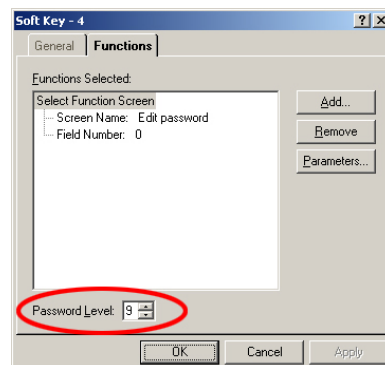 Soft Key - 4
General Functions
Functions Selected:
Select Function Screen
Screen Name: Edit password
Field Number: 0
Add...
Remove
Parameters...
Password Level: 9
OK Cancel Apply